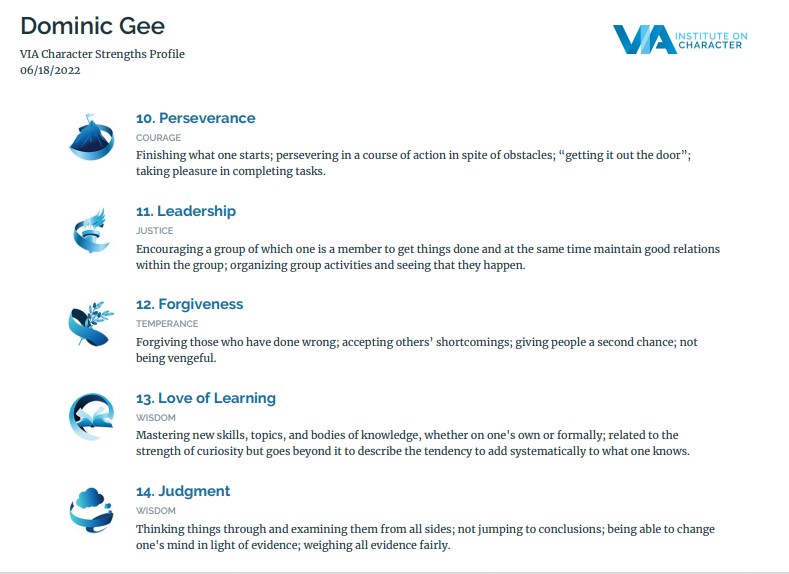 Dominic Gee
VIA Character Strengths Profile
06/18/2022
VIA INSTITUTE ON
CHARACTER
10. Perseverance
COURAGE
Finishing what one starts; persevering in a course of action in spite of obstacles; “getting it out the door”;
taking pleasure in completing tasks.
11. Leadership
JUSTICE
Encouraging a group of which one is a member to get things done and at the same time maintain good relations
within the group; organizing group activities and seeing that they happen.
12. Forgiveness
TEMPERANCE
Forgiving those who have done wrong; accepting others’ shortcomings; giving people a second chance; not
being vengeful.
13. Love of Learning
WISDOM
Mastering new skills, topics, and bodies of knowledge, whether on one's own or formally; related to the
strength of curiosity but goes beyond it to describe the tendency to add systematically to what one knows.
14. Judgment
WISDOM
Thinking things through and examining them from all sides; not jumping to conclusions; being able to change
one's mind in light of evidence; weighing all evidence fairly.